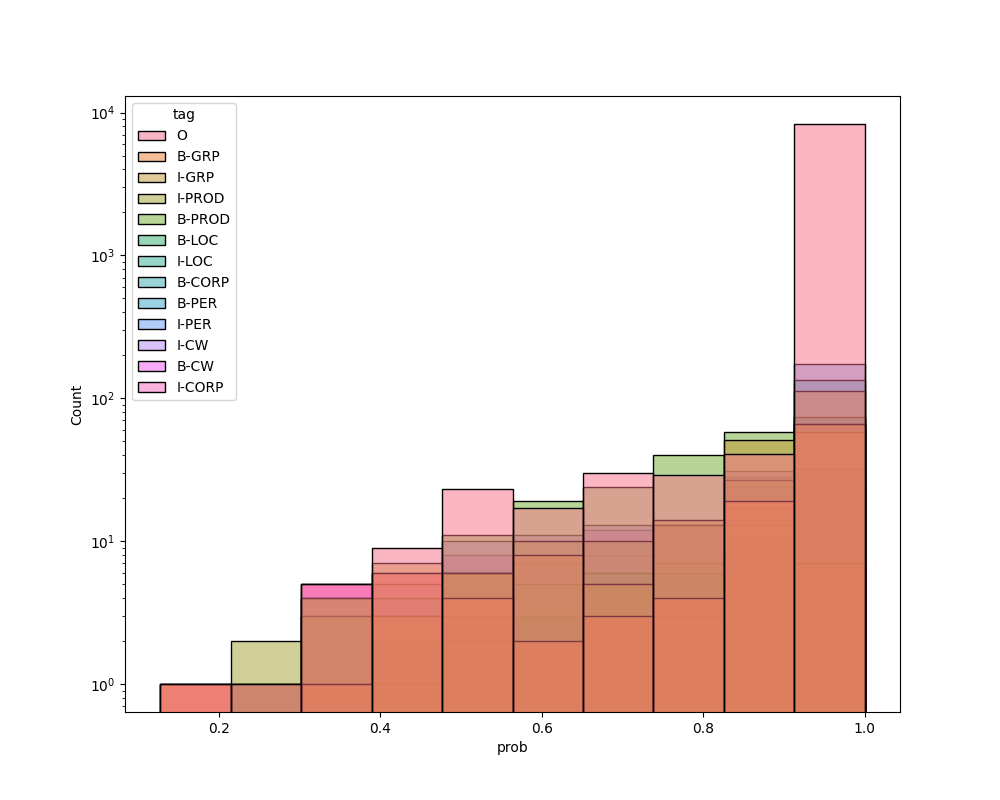 tag
O
B-GRP
I-GRP
I-PROD
B-PROD
B-LOC
I-LOC
B-CORP
B-PER
I-PER
I-CW
B-CW
I-CORP
Count
10⁴
10³
10²
10¹
10⁰
0.2 0.4 0.6 0.8 1.0
prob